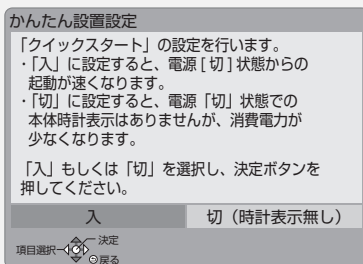 かんたん設置設定
「クイックスタート」の設定を行います。
・「入」に設定すると、電源 [ 切 ] 状態からの
起動が速くなります。
・「切」に設定すると、電源「切」状態での
本体時計表示はありませんが、消費電力が
少なくなります。
「入」もしくは「切」を選択し、決定ボタンを
押してください。
入 切（時計表示無し）
決定
項目選択
戻る